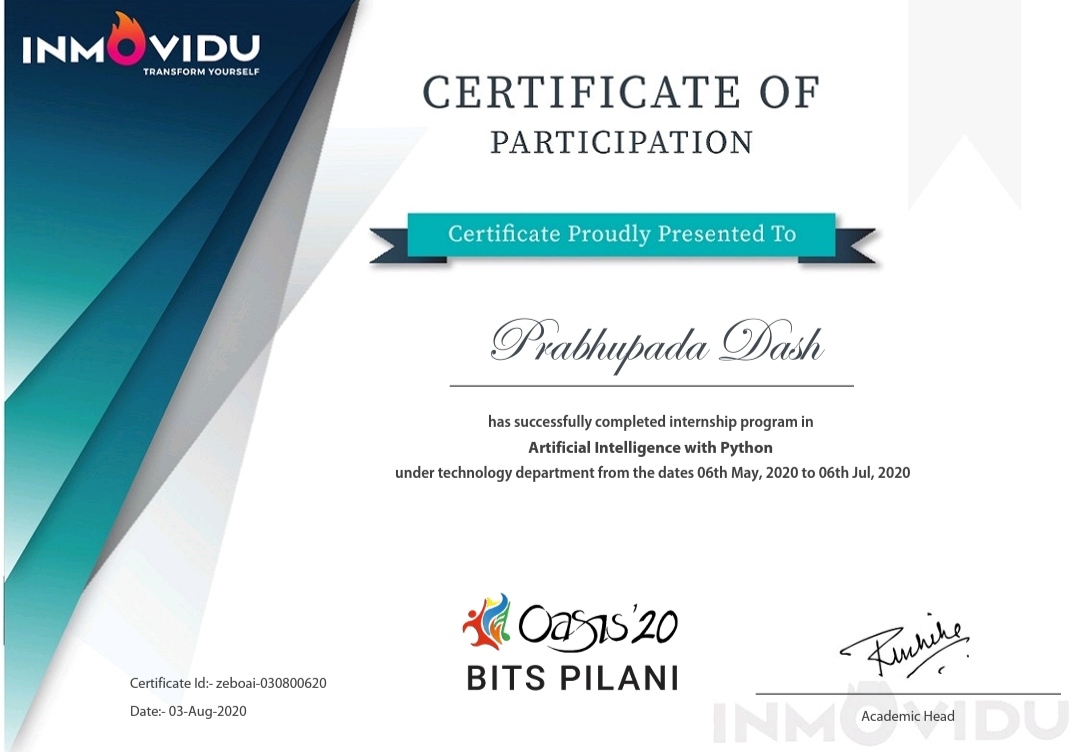 INMOVIDU
TRANSFORM YOURSELF
CERTIFICATE OF
PARTICIPATION
Certificate Proudly Presented To
Prabhupada Dash
has successfully completed internship program in
Artificial Intelligence with Python
under technology department from the dates 06th May, 2020 to 06th Jul, 2020
Oasis'20
BITS PILANI
Certificate Id:- zeboai-030800620
Date:- 03-Aug-2020
Ruchika
Academic Head
INMOVIDU